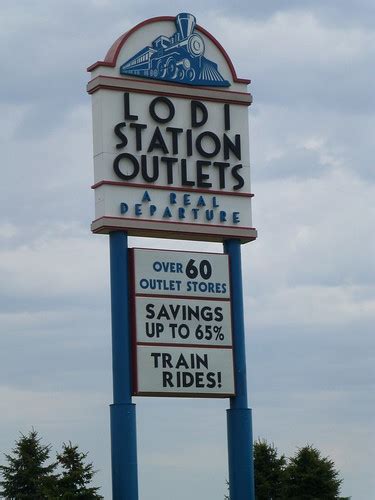 LODI
STATION
OUTLETS
A REAL
DEPARTURE
OVER 60
OUTLET STORES
SAVINGS
UP TO 65%
TRAIN
RIDES!